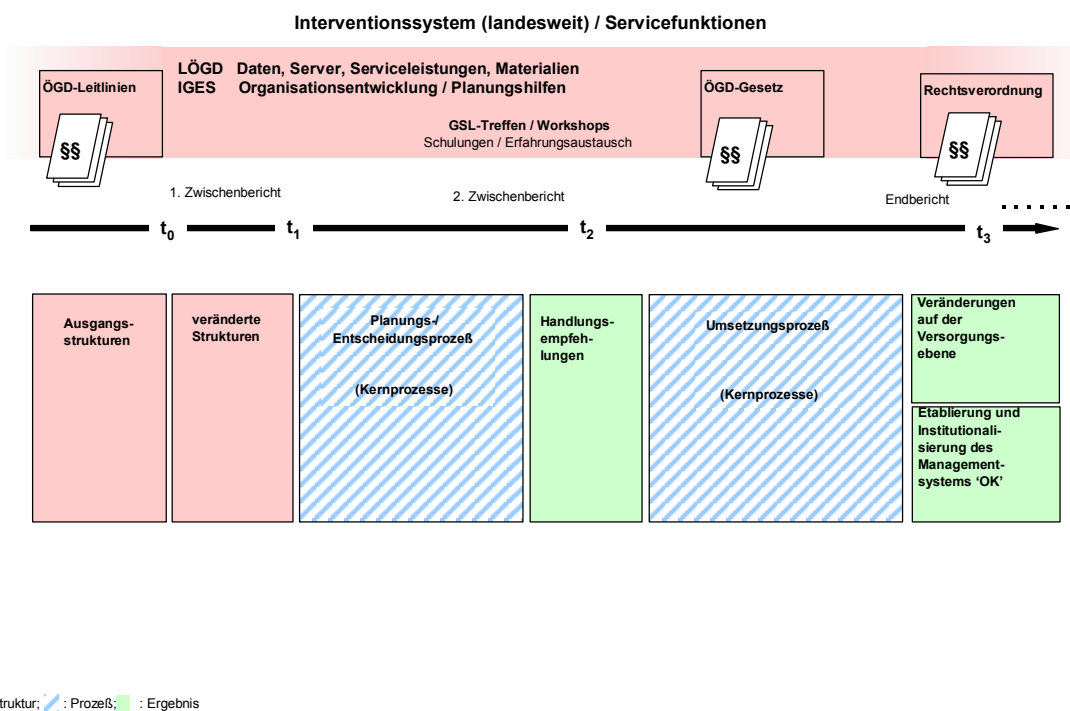 Interventionssystem (landesweit) / Servicefunktionen
LÖGD Daten, Server, Serviceleistungen, Materialien
IGES Organisationsentwicklung / Planungshilfen
ÖGD-Leitlinien
§§
GSL-Treffen / Workshops
Schulungen / Erfahrungsaustausch
ÖGD-Gesetz
§§
Rechtsverordnung
§§
1. Zwischenbericht
2. Zwischenbericht
Endbericht
t0
t1
t2
t3
Ausgangs-
strukturen
veränderte
Strukturen
Planungs-/
Entscheidungsprozeß
(Kernprozesse)
Handlungs-
empfeh-
lungen
Umsetzungsprozeß
(Kernprozesse)
Veränderungen
auf der
Versorgungs-
ebene
Etablierung und
Institutionali-
sierung des
Management-
systems ‘OK’
truktur; : Prozeß; : Ergebnis